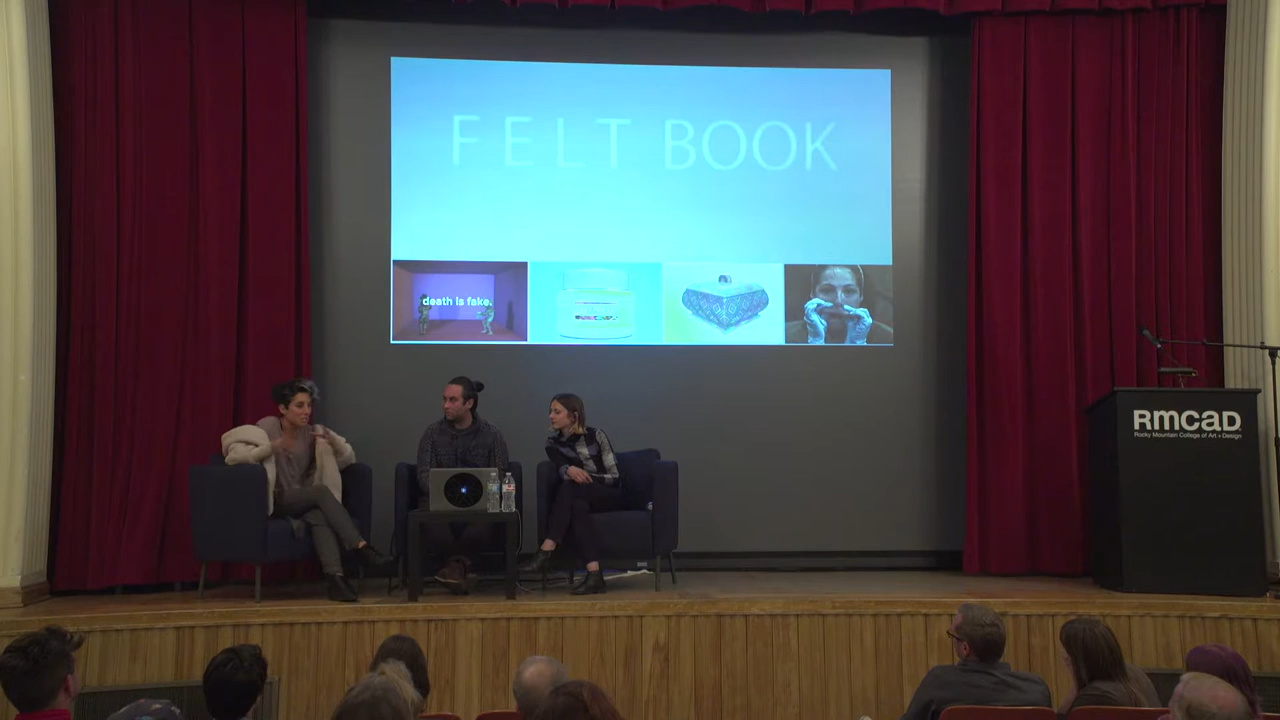 FELT BOOK
death is fake.
RMCAD
Rocky Mountain College of Art + Design